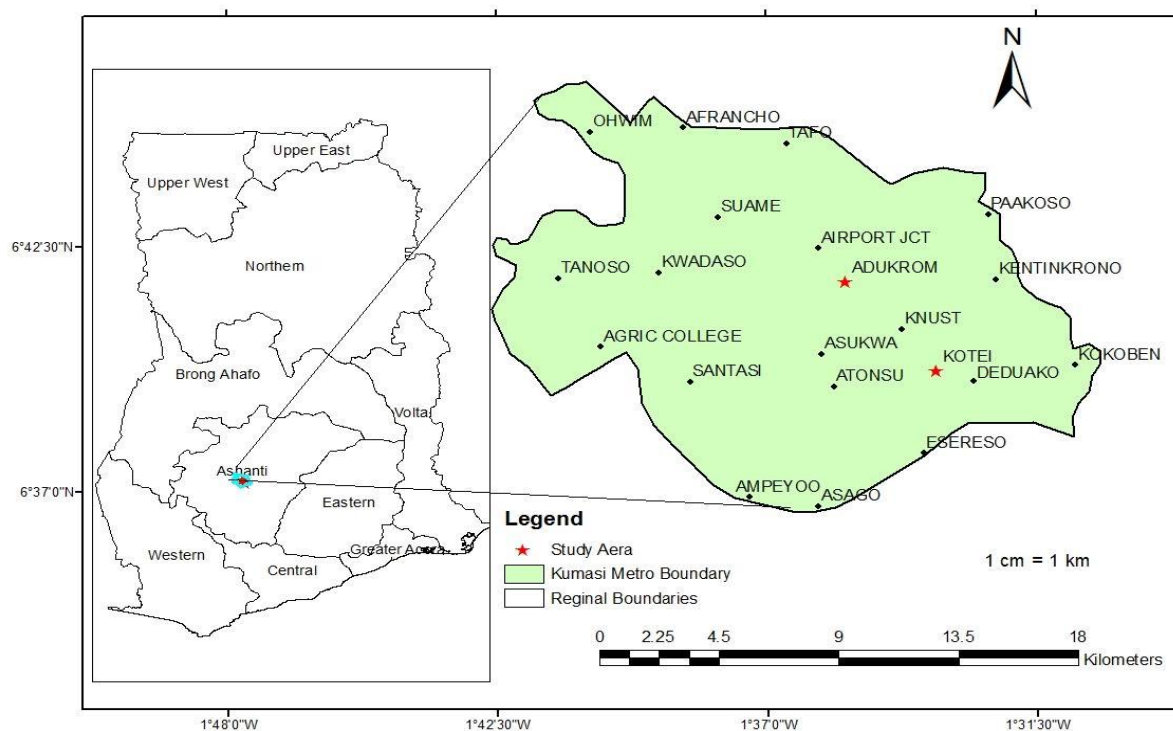 N
OHWIM
AFRANCHO
TAFO
Upper East
Upper West
SUAME
PAAKOSO
6°42'30"N
AIRPORT JCT
Northern
TANOSO
KWADASO
ADUKROM
KENTINKRONO
KNUST
AGRIC COLLEGE
ASUKWA
KOTEI
KOKOBEN
Brong Ahafo
SANTASI
ATONSU
DEDUAKO
Volta
ESERESO
Ashanti
6°37'0"N
Eastern
AMPEYOO
ASAGO
Legend
Western
Greater Accra
Study Aera
1 cm = 1 km
Central
Kumasi Metro Boundary
Reginal Boundaries
0 2.25 4.5 9 13.5 18
Kilometers
1°48'0"W 1°42'30"W 1°37'0"W 1°31'30"W